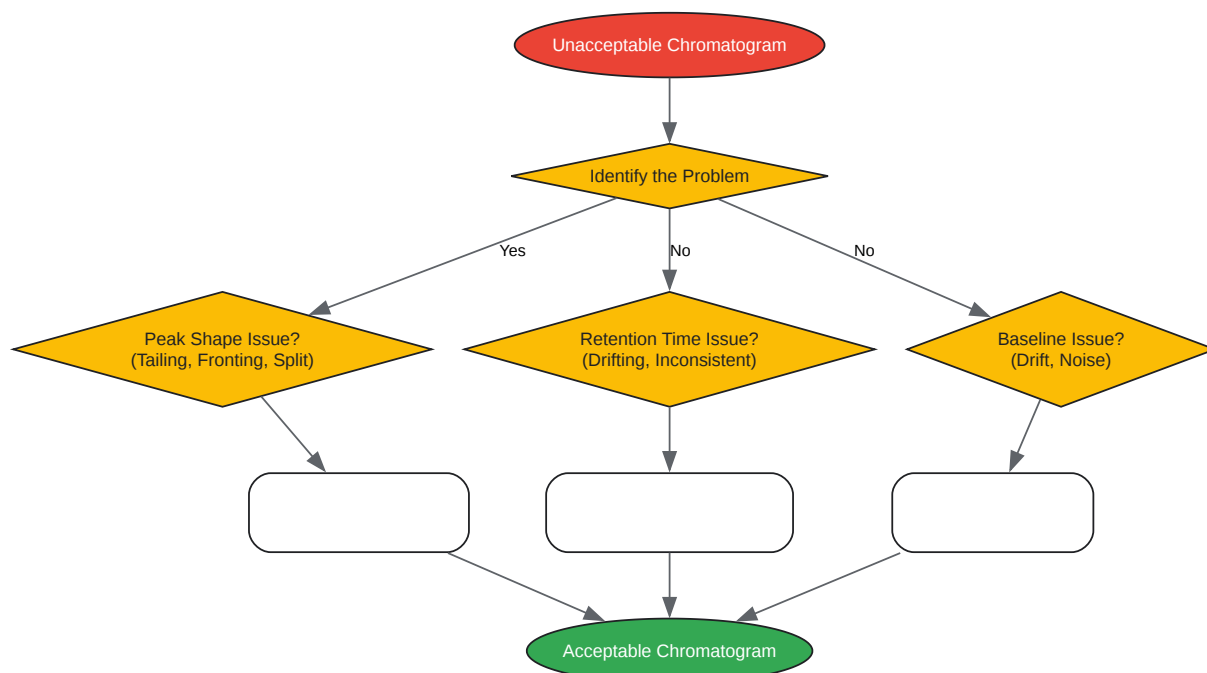 Unacceptable Chromatogram
Identify the Problem
Yes
No
No
Peak Shape Issue?
(Tailing, Fronting, Split)
Retention Time Issue?
(Drifting, Inconsistent)
Baseline Issue?
(Drift, Noise)
Acceptable Chromatogram